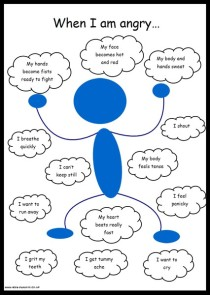 When I am angry...
My face
becomes hot
and red
My hands
become fists
ready to fight
My body and
hands sweat
I shout
I breathe
quickly
I can't
keep still
My body
feels tense
I feel
panicky
I want to
run away
My heart
beats really
fast
I grit my
teeth
I get tummy
ache
I want to
cry